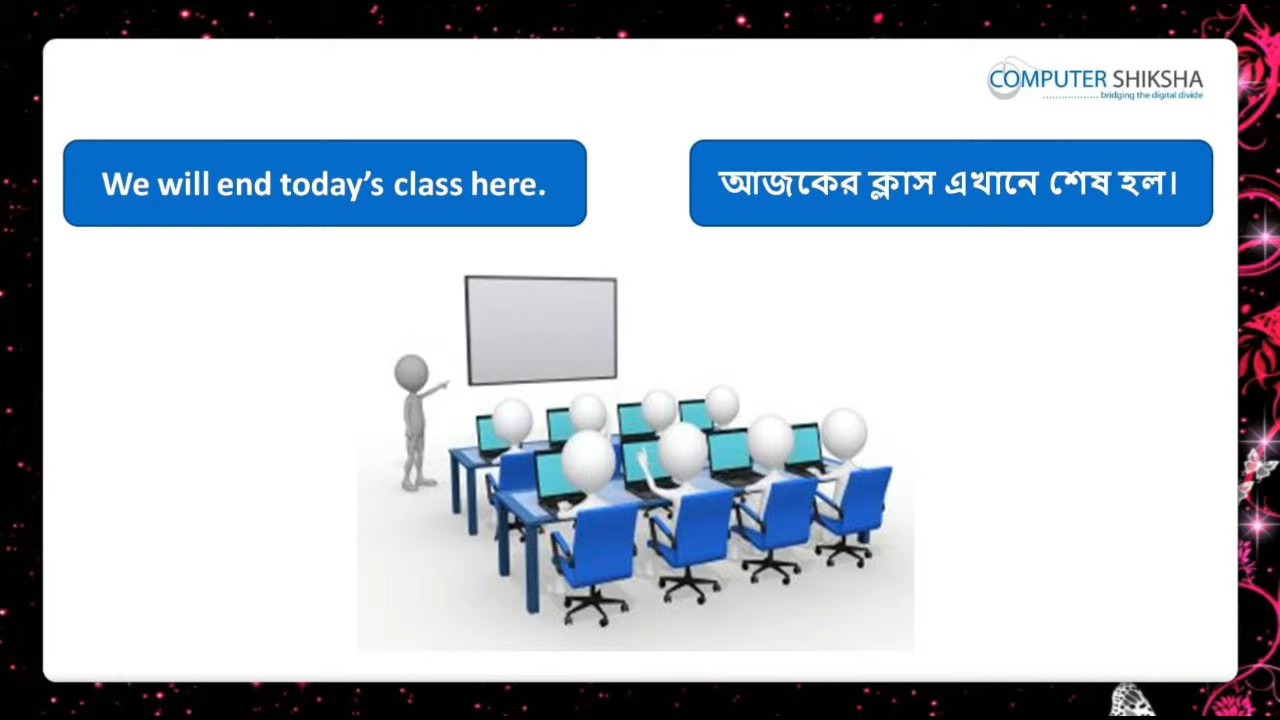 COMPUTER SHIKSHA
bridging the digital divide
We will end today’s class here.
আজকের ক্লাস এখানে শেষ হল।